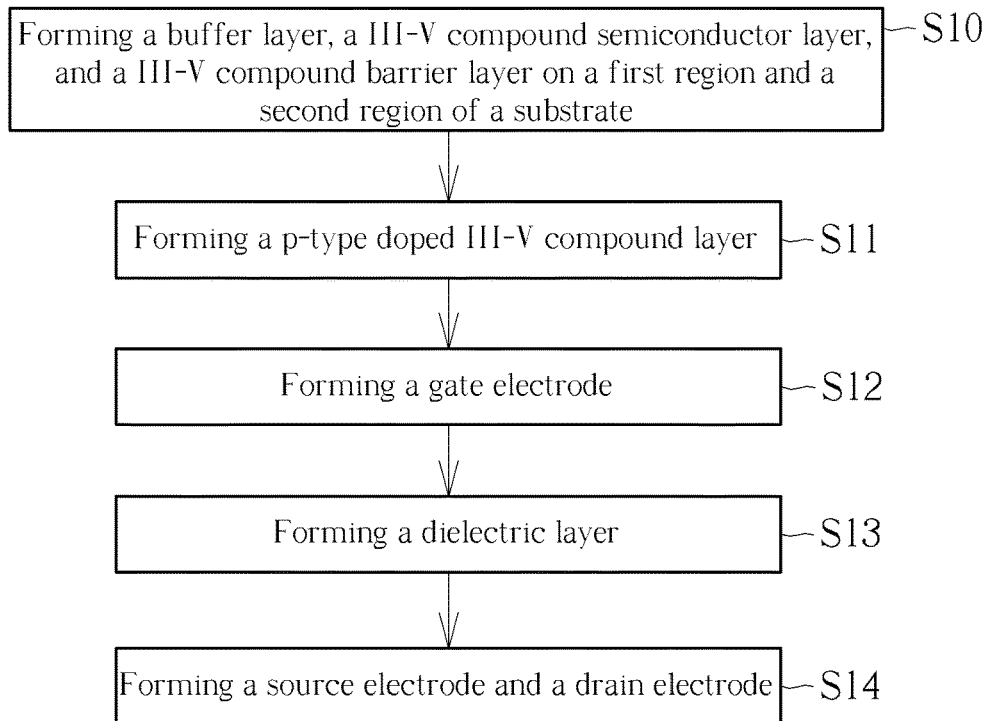 Forming a buffer layer, a III-V compound semiconductor layer,
and a III-V compound barrier layer on a first region and a
second region of a substrate
S10
Forming a p-type doped III-V compound layer
S11
Forming a gate electrode
S12
Forming a dielectric layer
S13
Forming a source electrode and a drain electrode
S14